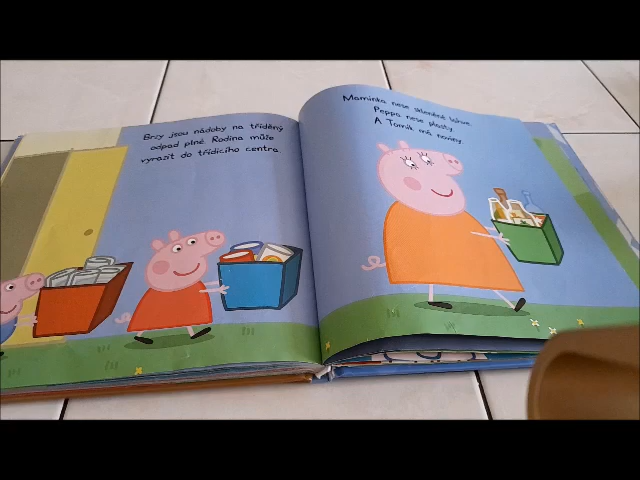 Brzy jsou nádoby na tříděný
odpad plné. Rodina může
vyrazit do třídicího centra.
Maminka nese skleněné lahve.
Peppa nese plasty.
A Tomík má noviny.